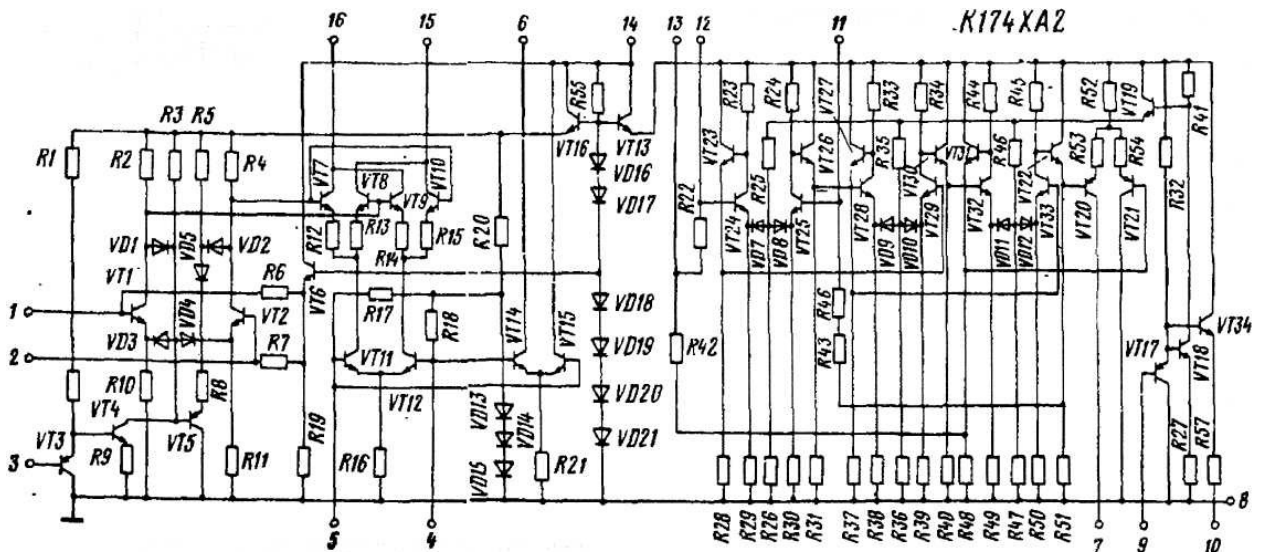 К174ХА2
16 15 6 14 13 12 11
R3 R5
R1 R2 R4
VT7 VT8 VT9 VT10
R55
VT16 VT13
VD16
VD17
R23 R24 VT27 R33 R34 R44 R45 R52 VT19 R41
VT23 VT26 R35 VT31 R46 R53 R54
R22 R25 VT30 VT22 R32
VD1 VD5 VD2
R12 R13 R14 R15 R20
VT24 VD7 VD8 VT25 VT28 VD9 VD10 VT29 VT32 VD11 VD12 VT33 VT20 VT21
VT1 R6 VT6
1 VT2 R17 R18 VT14 VT15 VD18 R46
VD3 VD4
2 R7 VT11 VD19 R42 R43 VT17 VT18 VT34
R10 R8 VT12 VD20
VT4 VT5 VD13 VD14 VD21
VT3 R19 R27 R57
3 R9 R11 R16 VD15 R21
8
R28 R29 R26 R30 R31 R37 R38 R36 R39 R40 R48 R49 R47 R50 R51
5 4 7 9 10